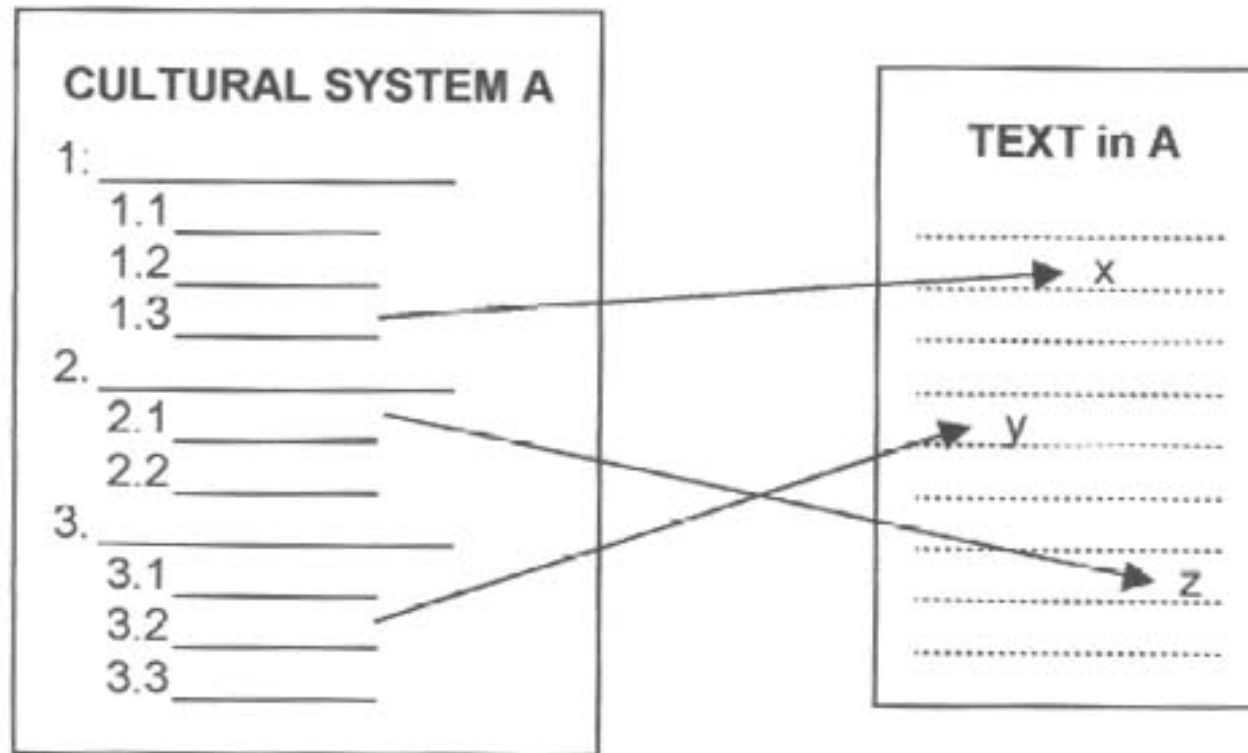 CULTURAL SYSTEM A
1:
1.1
1.2
1.3
2.
2.1
2.2
3.
3.1
3.2
3.3
TEXT in A
x
y
z